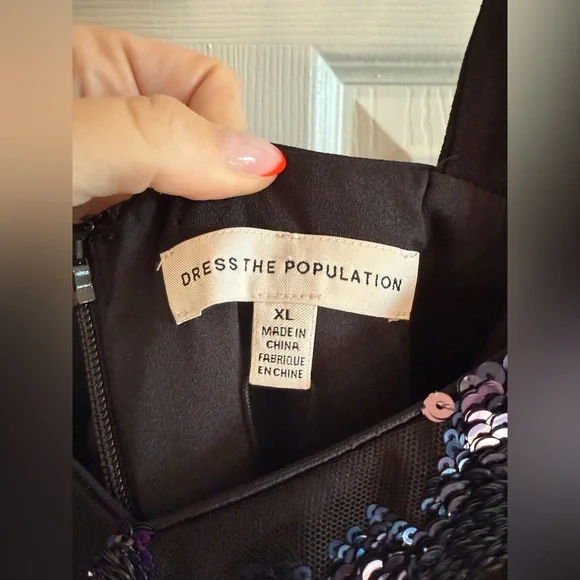 DRESS THE POPULATION
XL
MADE IN
CHINA
FABRIQUE
EN CHINE